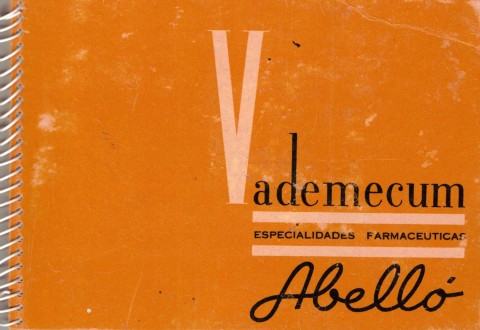 Vademecum
ESPECIALIDADES FARMACEUTICAS
Abelló